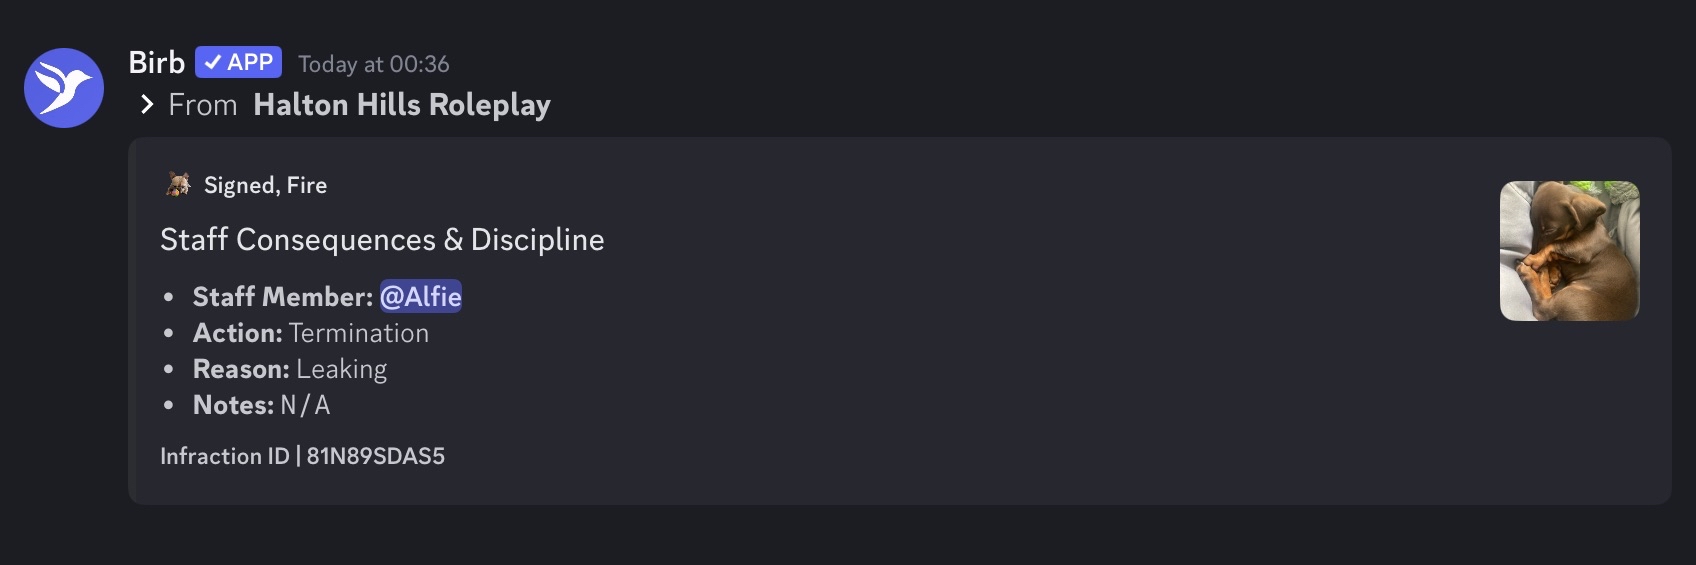 Birb ✓ APP Today at 00:36
From Halton Hills Roleplay
Signed, Fire
Staff Consequences & Discipline
• Staff Member: @Alfie
• Action: Termination
• Reason: Leaking
• Notes: N/A
Infraction ID | 81N89SDAS5